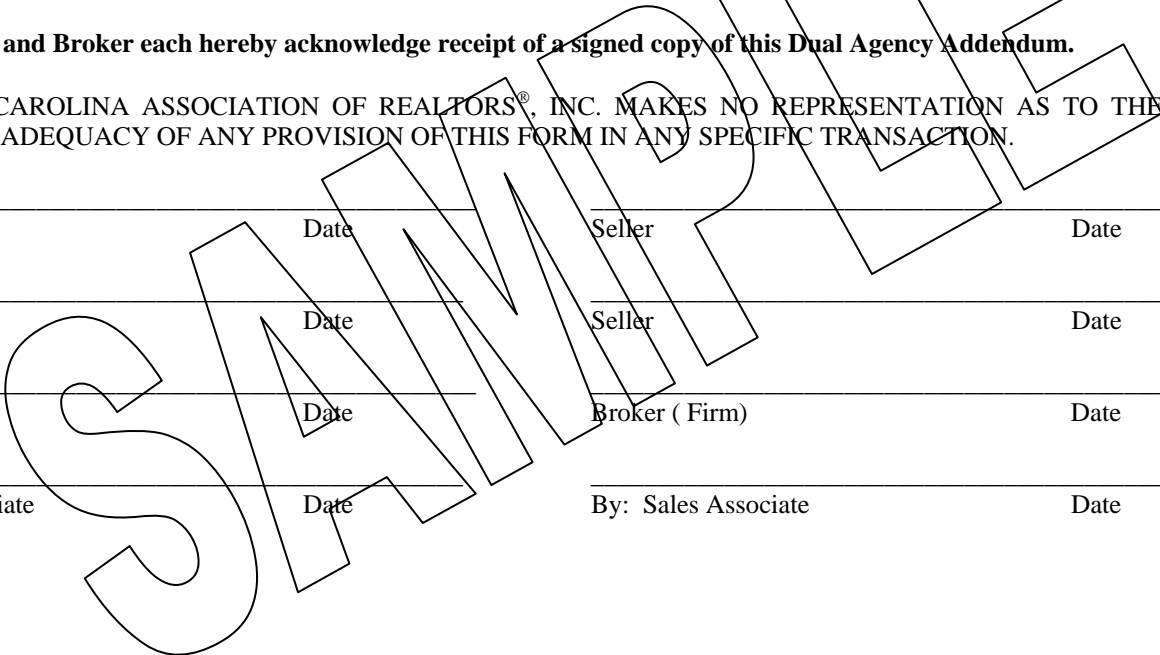 and Broker each hereby acknowledge receipt of a signed copy of this Dual Agency Addendum.
CAROLINA ASSOCIATION OF REALTORS®, INC. MAKES NO REPRESENTATION AS TO THE
ADEQUACY OF ANY PROVISION OF THIS FORM IN ANY SPECIFIC TRANSACTION.
Date Seller Date
Date Seller Date
Date Broker ( Firm) Date
iate Date By: Sales Associate Date
SAMPLE